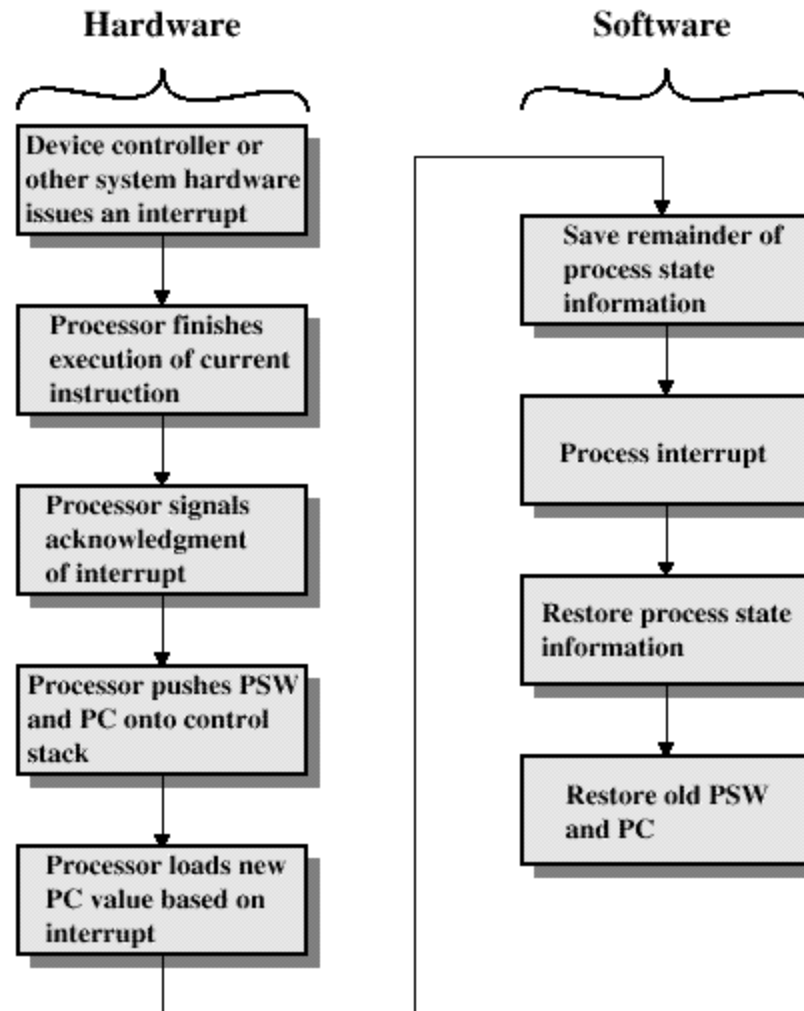 Hardware
Device controller or
other system hardware
issues an interrupt
Processor finishes
execution of current
instruction
Processor signals
acknowledgment
of interrupt
Processor pushes PSW
and PC onto control
stack
Processor loads new
PC value based on
interrupt
Software
Save remainder of
process state
information
Process interrupt
Restore process state
information
Restore old PSW
and PC